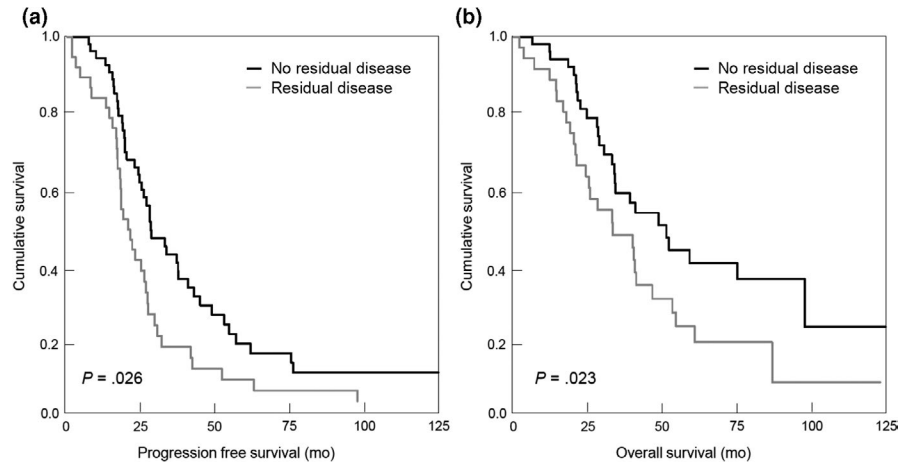 (a)
1.0
0.8
0.6
0.4
0.2
0.0
Cumulative survival
No residual disease
Residual disease
P = .026
0 25 50 75 100 125
Progression free survival (mo)
(b)
1.0
0.8
0.6
0.4
0.2
0.0
Cumulative survival
No residual disease
Residual disease
P = .023
0 25 50 75 100 125
Overall survival (mo)